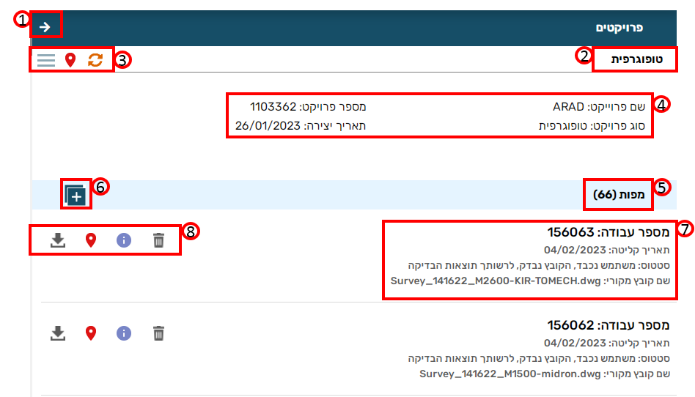 1
פרויקטים
2
טופוגרפית
3
4
שם פרוייקט: ARAD
מספר פרויקט: 1103362
סוג פרויקט: טופוגרפית
תאריך יצירה: 26/01/2023
5
מפות (66)
6
7
מספר עבודה: 156063
תאריך קליטה: 04/02/2023
סטטוס: משתמש נכבד, הקובץ נבדק, לרשותך תוצאות הבדיקה
שם קובץ מקורי: Survey_141622_M2600-KIR-TOMECH.dwg
8
מספר עבודה: 156062
תאריך קליטה: 04/02/2023
סטטוס: משתמש נכבד, הקובץ נבדק, לרשותך תוצאות הבדיקה
שם קובץ מקורי: Survey_141622_M1500-midron.dwg